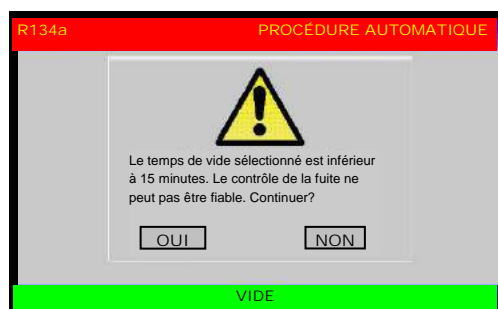 R134a PROCÉDURE AUTOMATIQUE
Le temps de vide sélectionné est inférieur
à 15 minutes. Le contrôle de la fuite ne
peut pas être fiable. Continuer?
OUI NON
VIDE